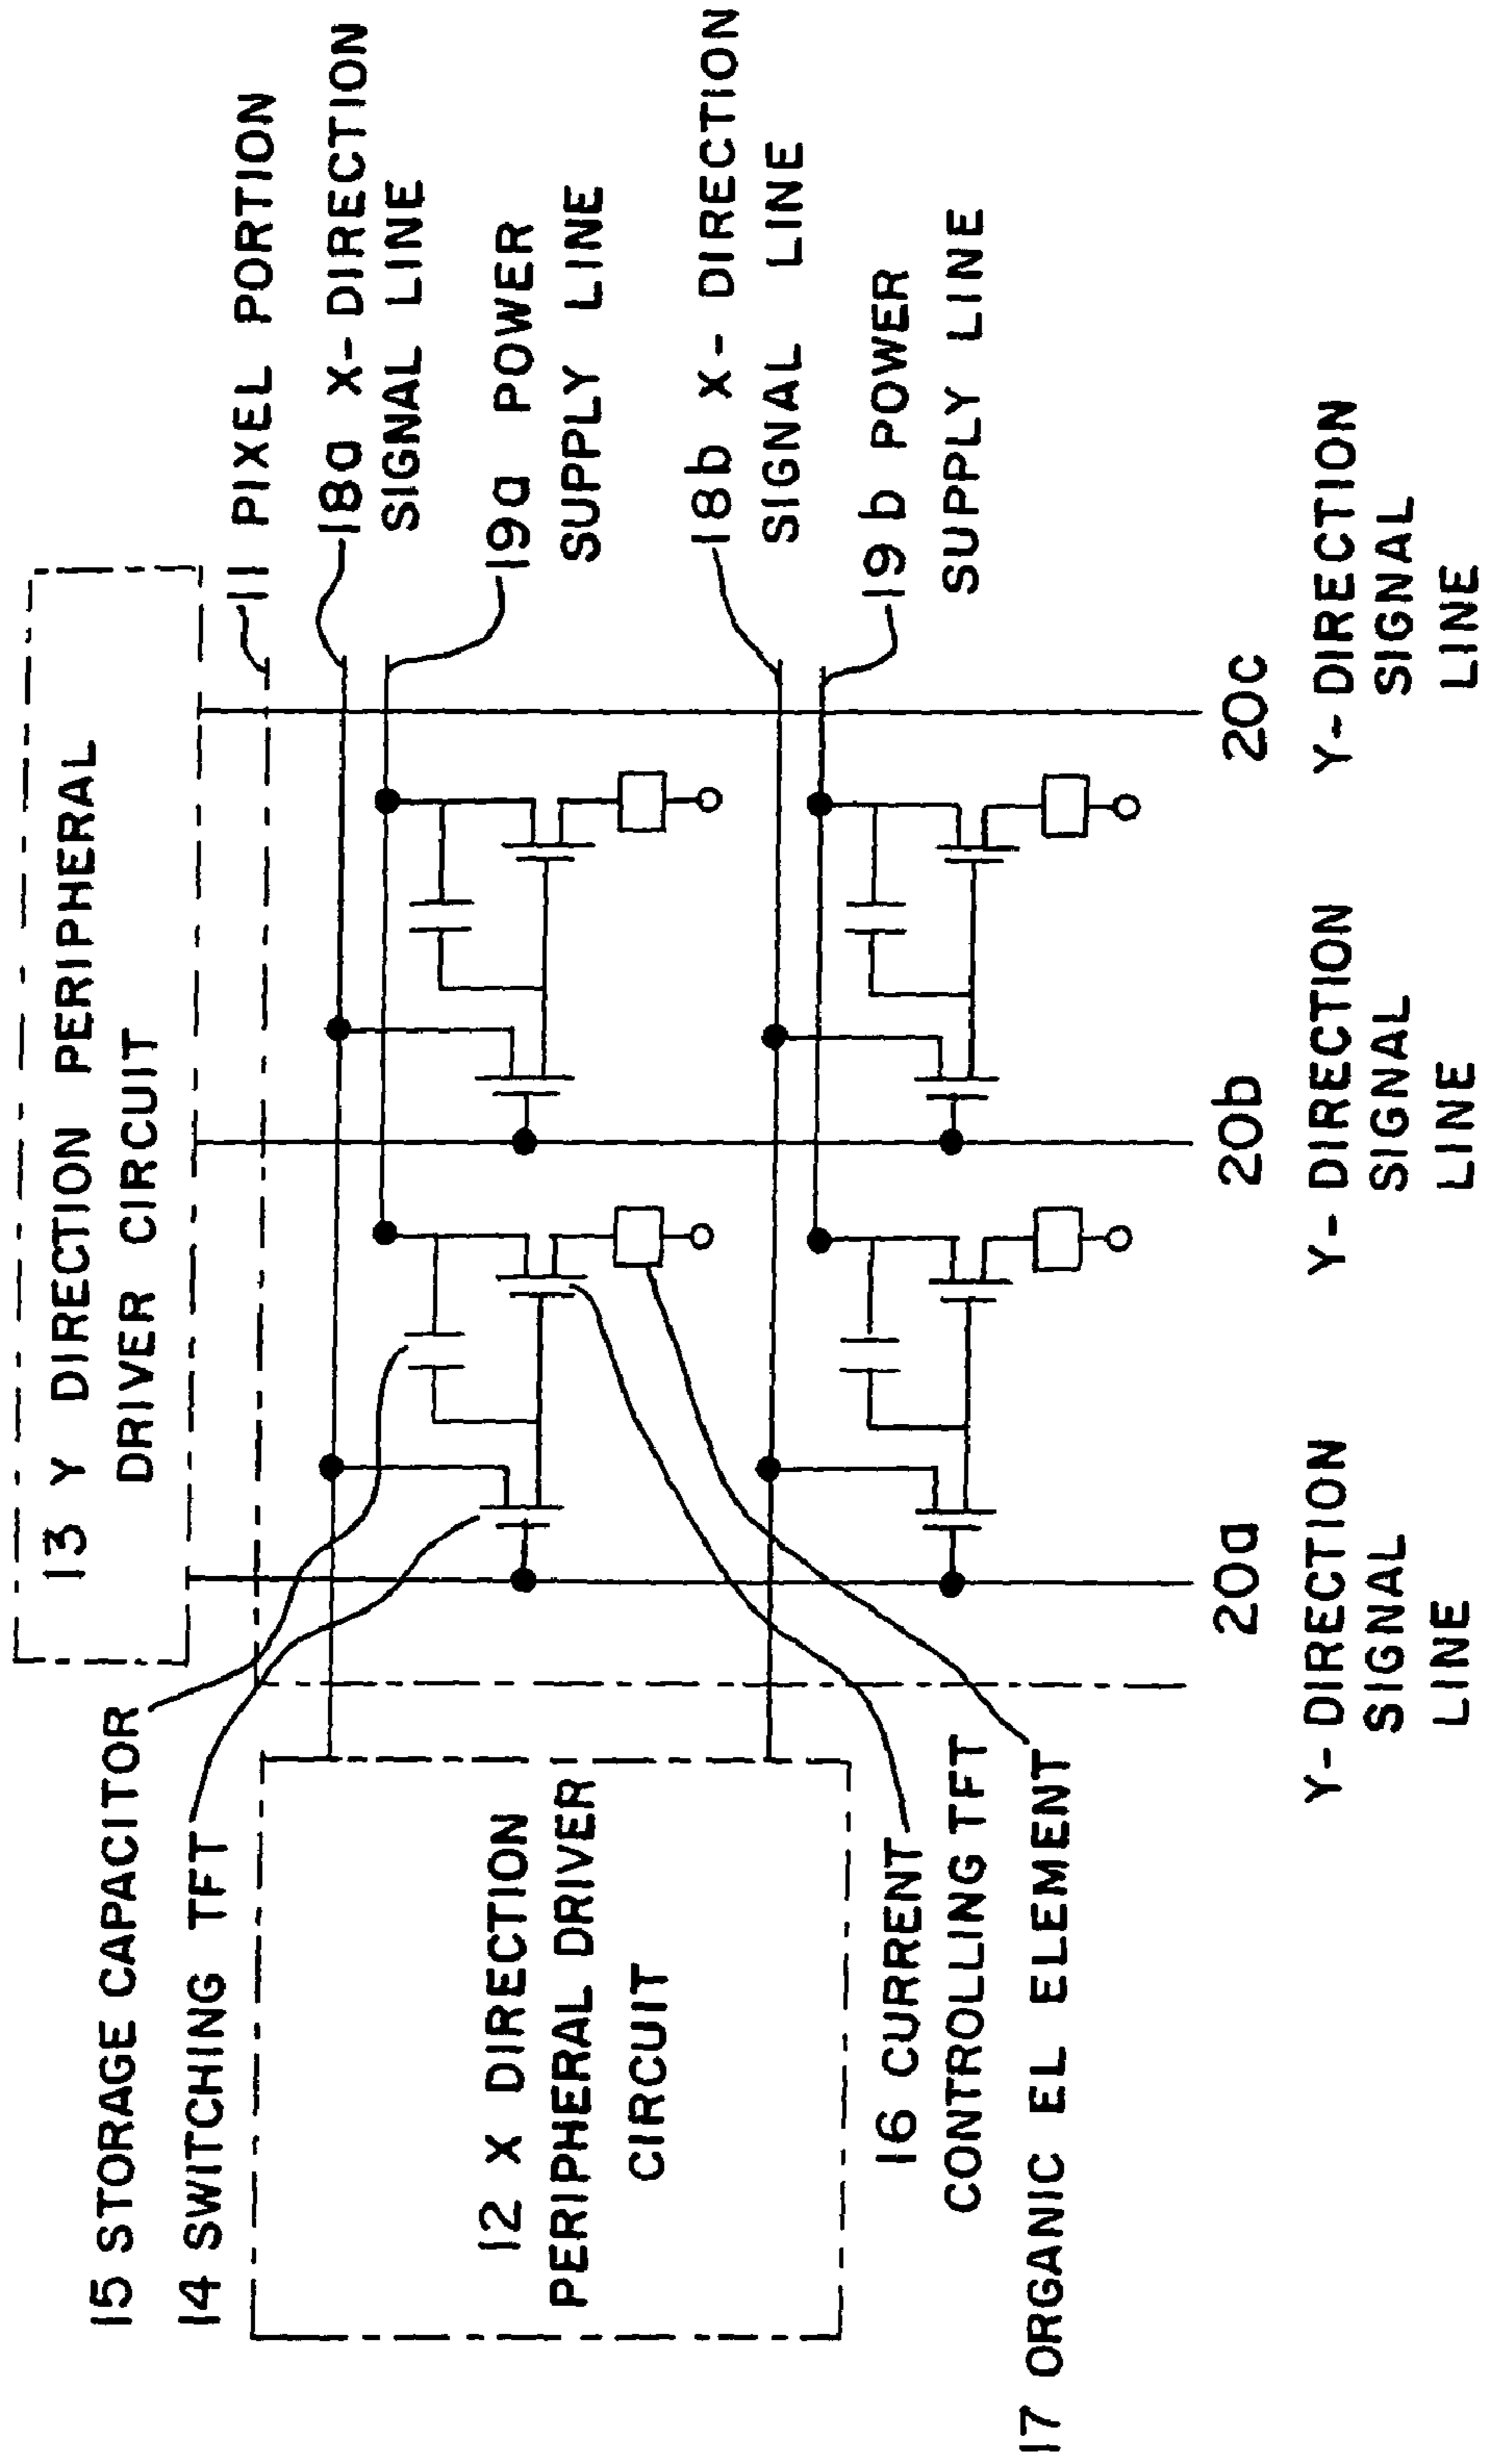 15 STORAGE CAPACITOR
14 SWITCHING TFT
12 X DIRECTION
PERIPHERAL DRIVER
CIRCUIT
16 CURRENT
CONTROLLING TFT
17 ORGANIC EL ELEMENT
13 Y DIRECTION PERIPHERAL
DRIVER CIRCUIT
11 PIXEL PORTION
18a X-DIRECTION
SIGNAL LINE
19a POWER
SUPPLY LINE
18b X-DIRECTION
SIGNAL LINE
19b POWER
SUPPLY LINE
20a
Y-DIRECTION
SIGNAL
LINE
20b
Y-DIRECTION
SIGNAL
LINE
20c
Y-DIRECTION
SIGNAL
LINE